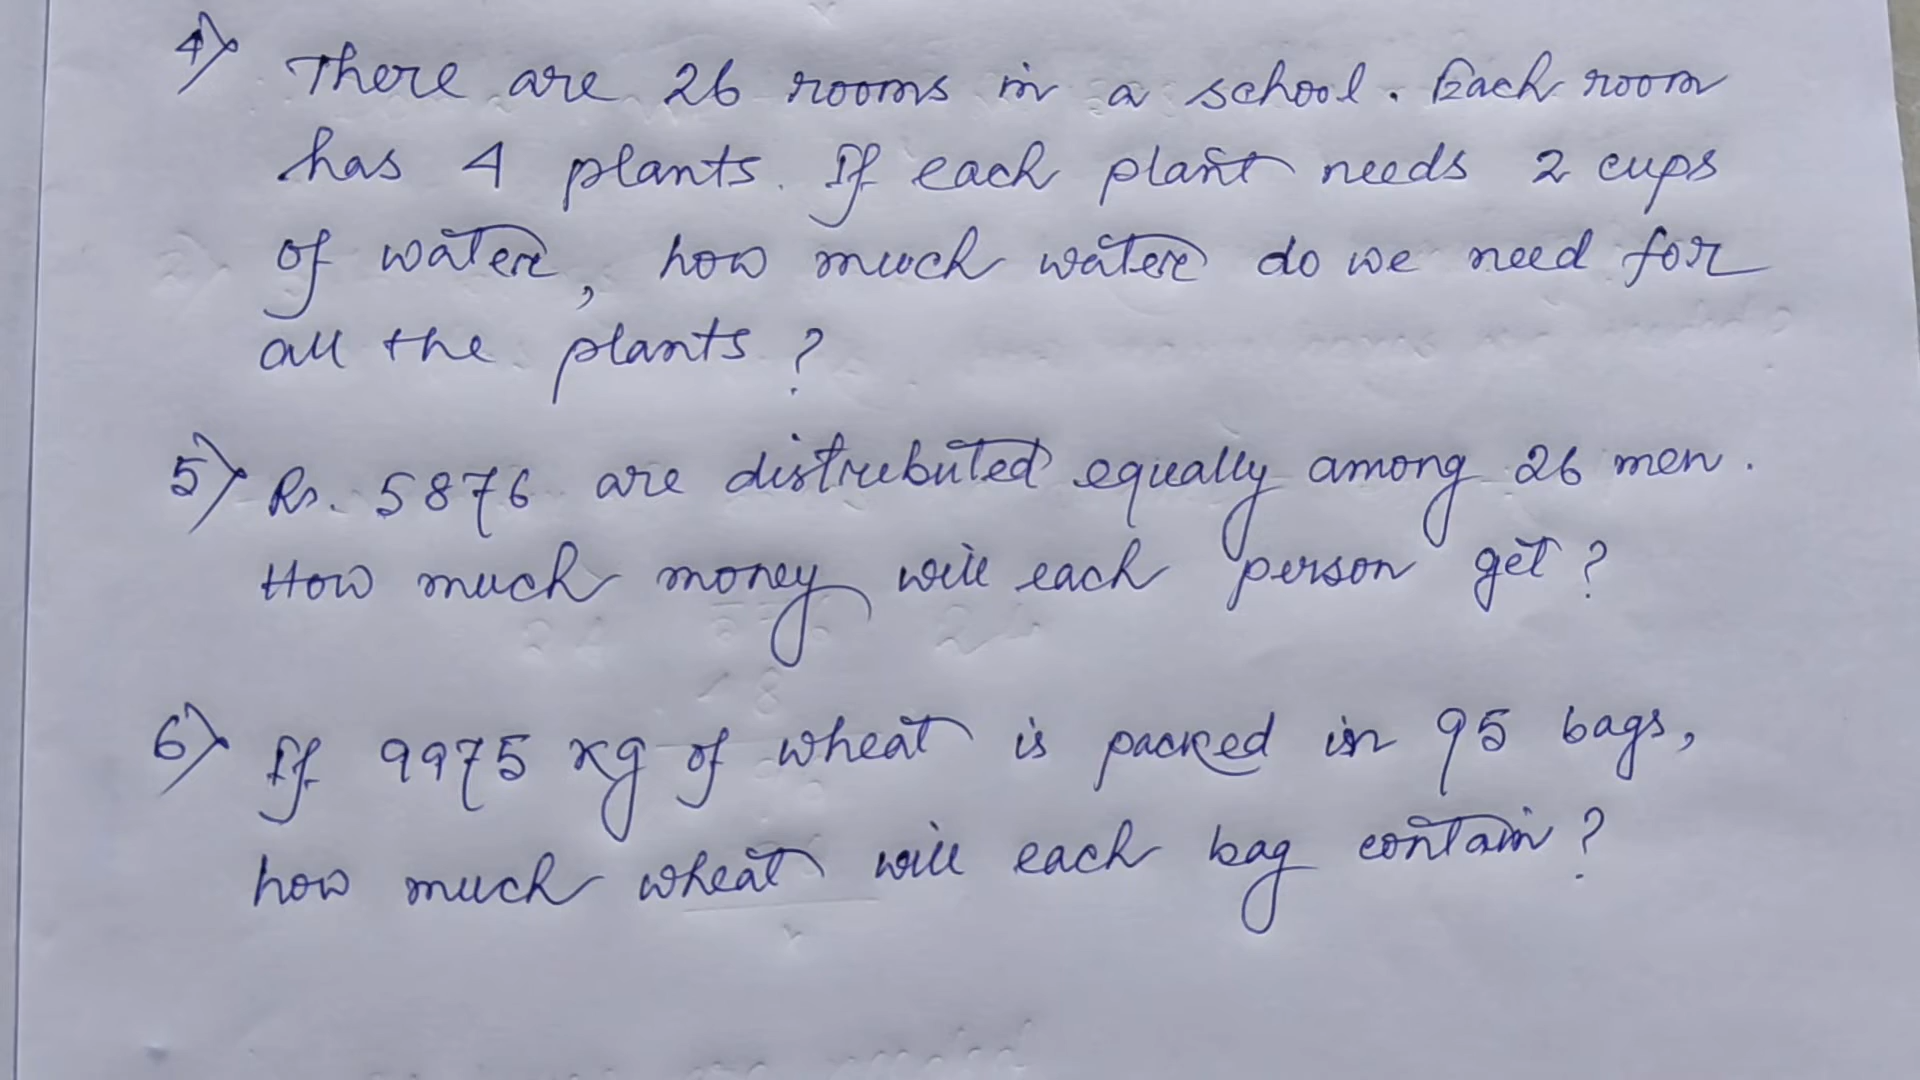 4) There are 26 rooms in a school. Each room
has 4 plants. If each plant needs 2 cups
of water, how much water do we need for
all the plants?
5) Rs. 5876 are distributed equally among 26 men.
How much money will each person get?
6) If 9975 kg of wheat is packed in 95 bags,
how much wheat will each bag contain?